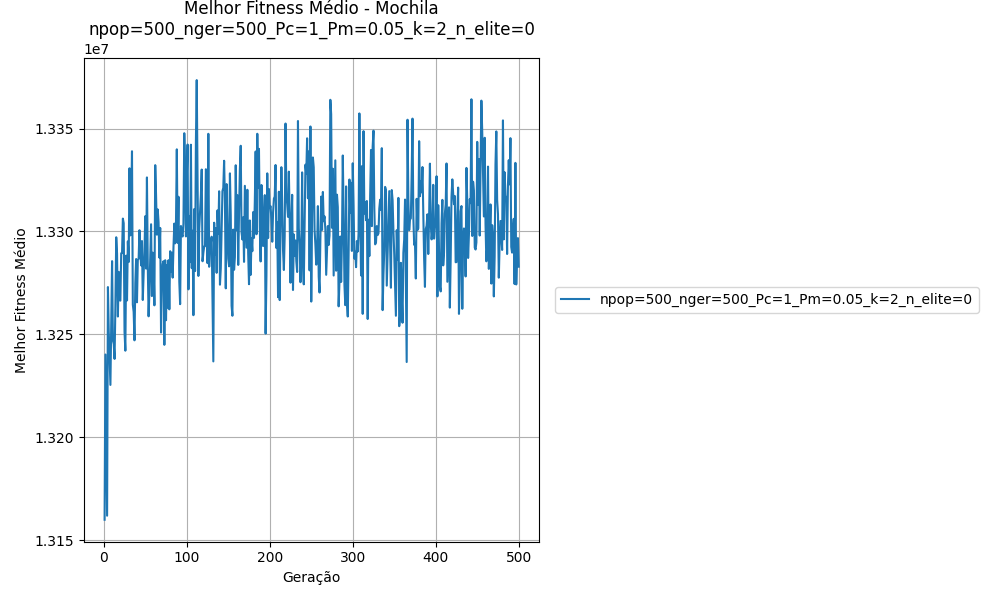 Melhor Fitness Médio - Mochila
npop=500_nger=500_Pc=1_Pm=0.05_k=2_n_elite=0
1e7
1.335
1.330
1.325
1.320
1.315
Melhor Fitness Médio
0 100 200 300 400 500
Geração
npop=500_nger=500_Pc=1_Pm=0.05_k=2_n_elite=0